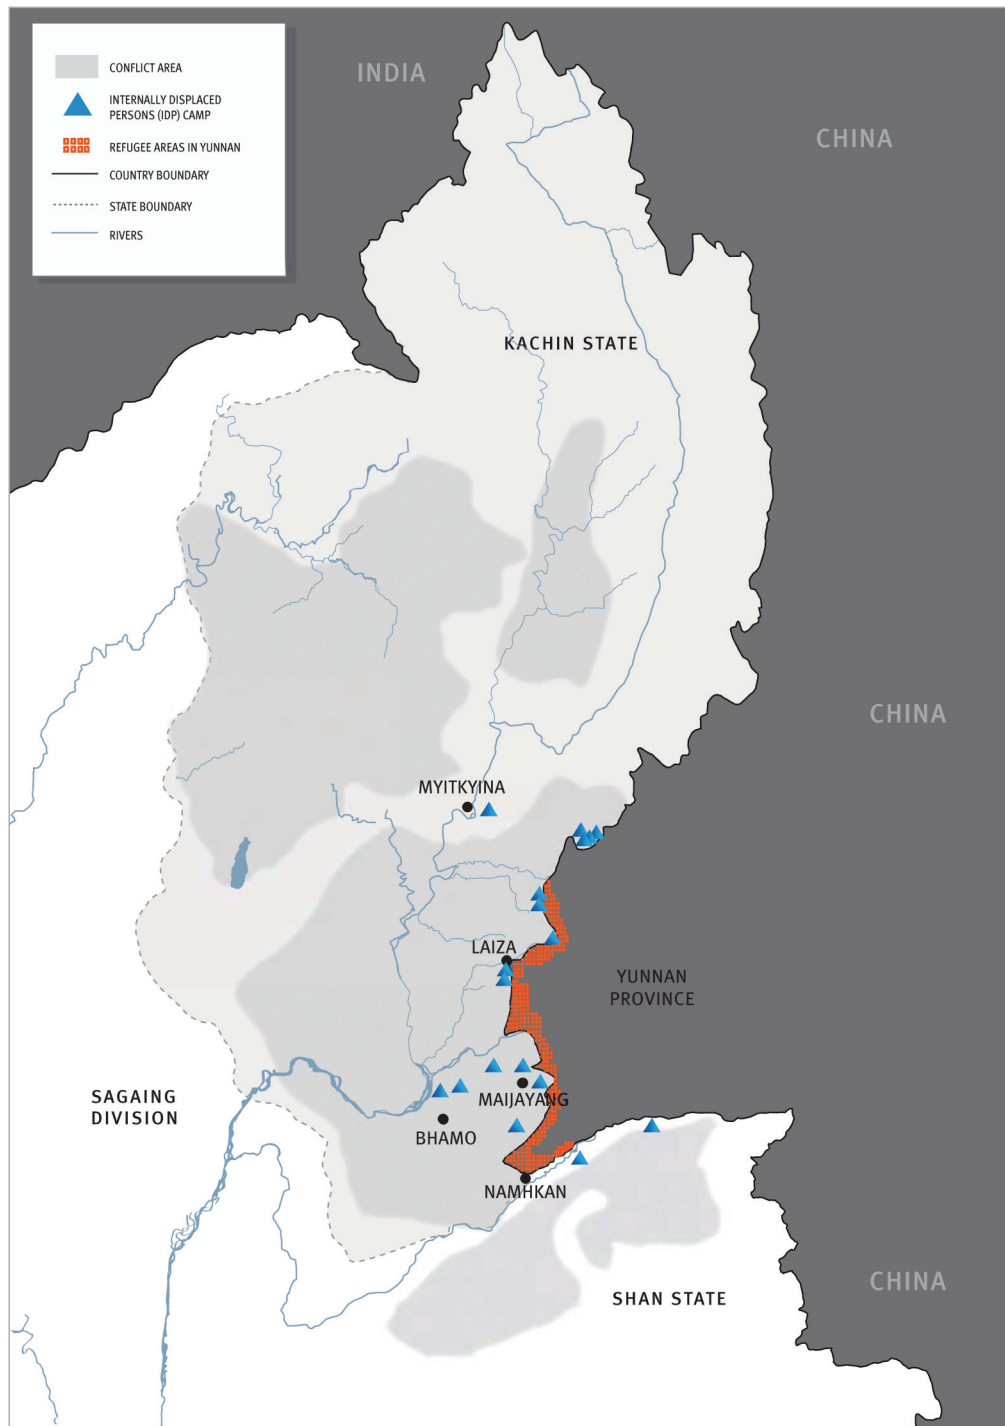 CONFLICT AREA
INTERNALLY DISPLACED
PERSONS (IDP) CAMP
REFUGEE AREAS IN YUNNAN
COUNTRY BOUNDARY
STATE BOUNDARY
RIVERS
INDIA
CHINA
KACHIN STATE
CHINA
MYITKYINA
LAIZA
YUNNAN
PROVINCE
SAGAING
DIVISION
MAIJAYANG
BHAMO
NAMHKAN
CHINA
SHAN STATE